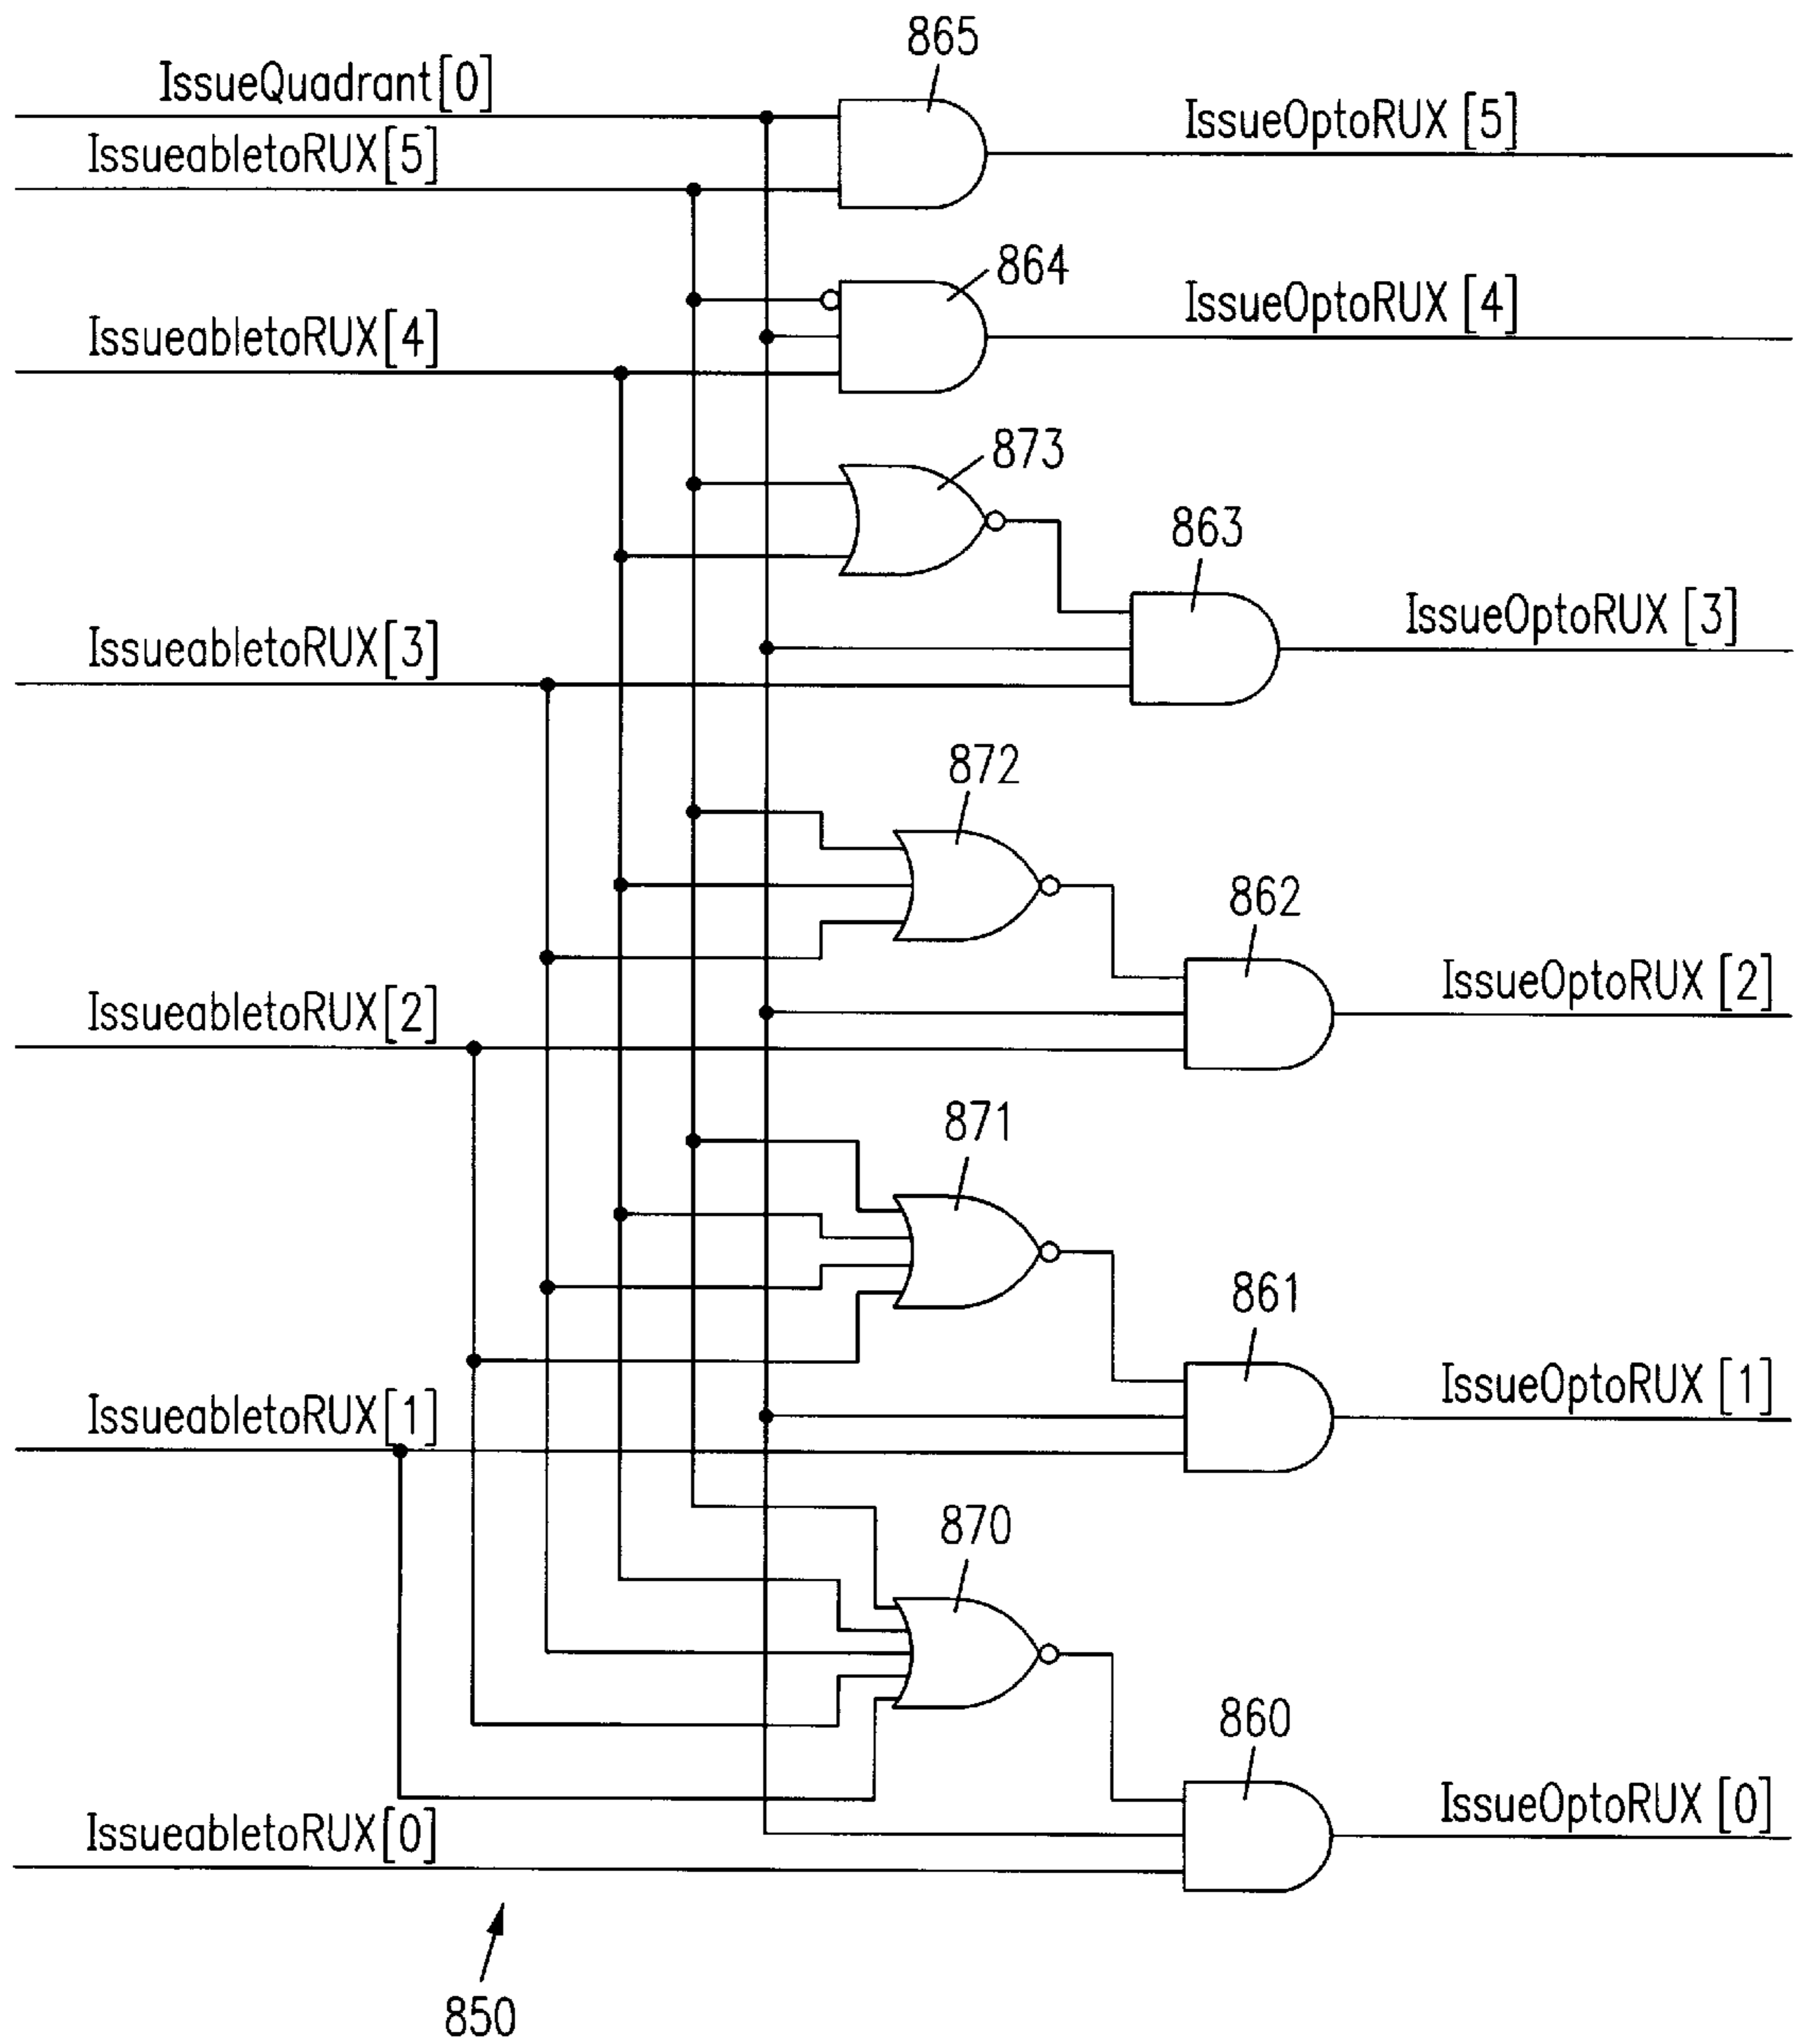 865
IssueQuadrant[0]
IssueOptoRUX [5]
IssueabletoRUX[5]
864
IssueOptoRUX [4]
IssueabletoRUX[4]
873
863
IssueOptoRUX [3]
IssueabletoRUX[3]
872
862
IssueOptoRUX [2]
IssueabletoRUX[2]
871
861
IssueOptoRUX [1]
IssueabletoRUX[1]
870
860
IssueOptoRUX [0]
IssueabletoRUX[0]
850